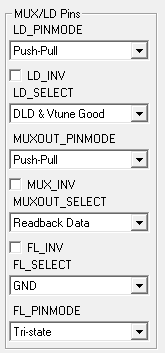 MUX/LD Pins
LD_PINMODE
Push-Pull
LD_INV
LD_SELECT
DLD & Vtune Good
MUXOUT_PINMODE
Push-Pull
MUX_INV
MUXOUT_SELECT
Readback Data
FL_INV
FL_SELECT
GND
FL_PINMODE
Tri-state